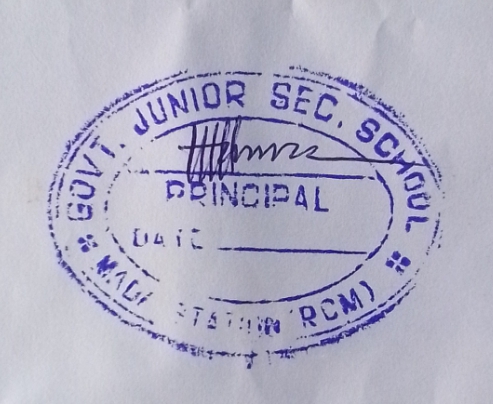 GOVT. JUNIOR SEC. SCHOOL
PRINCIPAL
DATE
STATION (RCM)